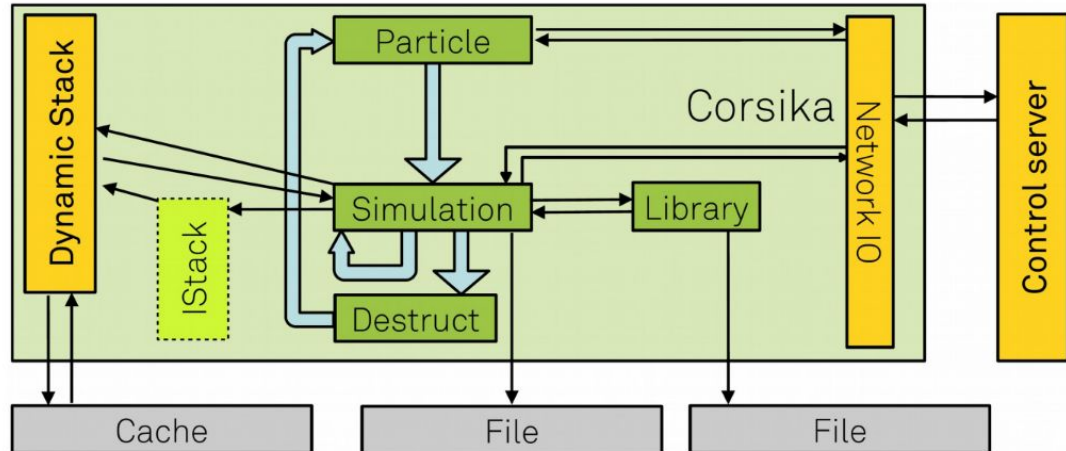 Particle
Corsika
Dynamic Stack
Simulation
Library
IStack
Destruct
Network IO
Control server
Cache
File
File